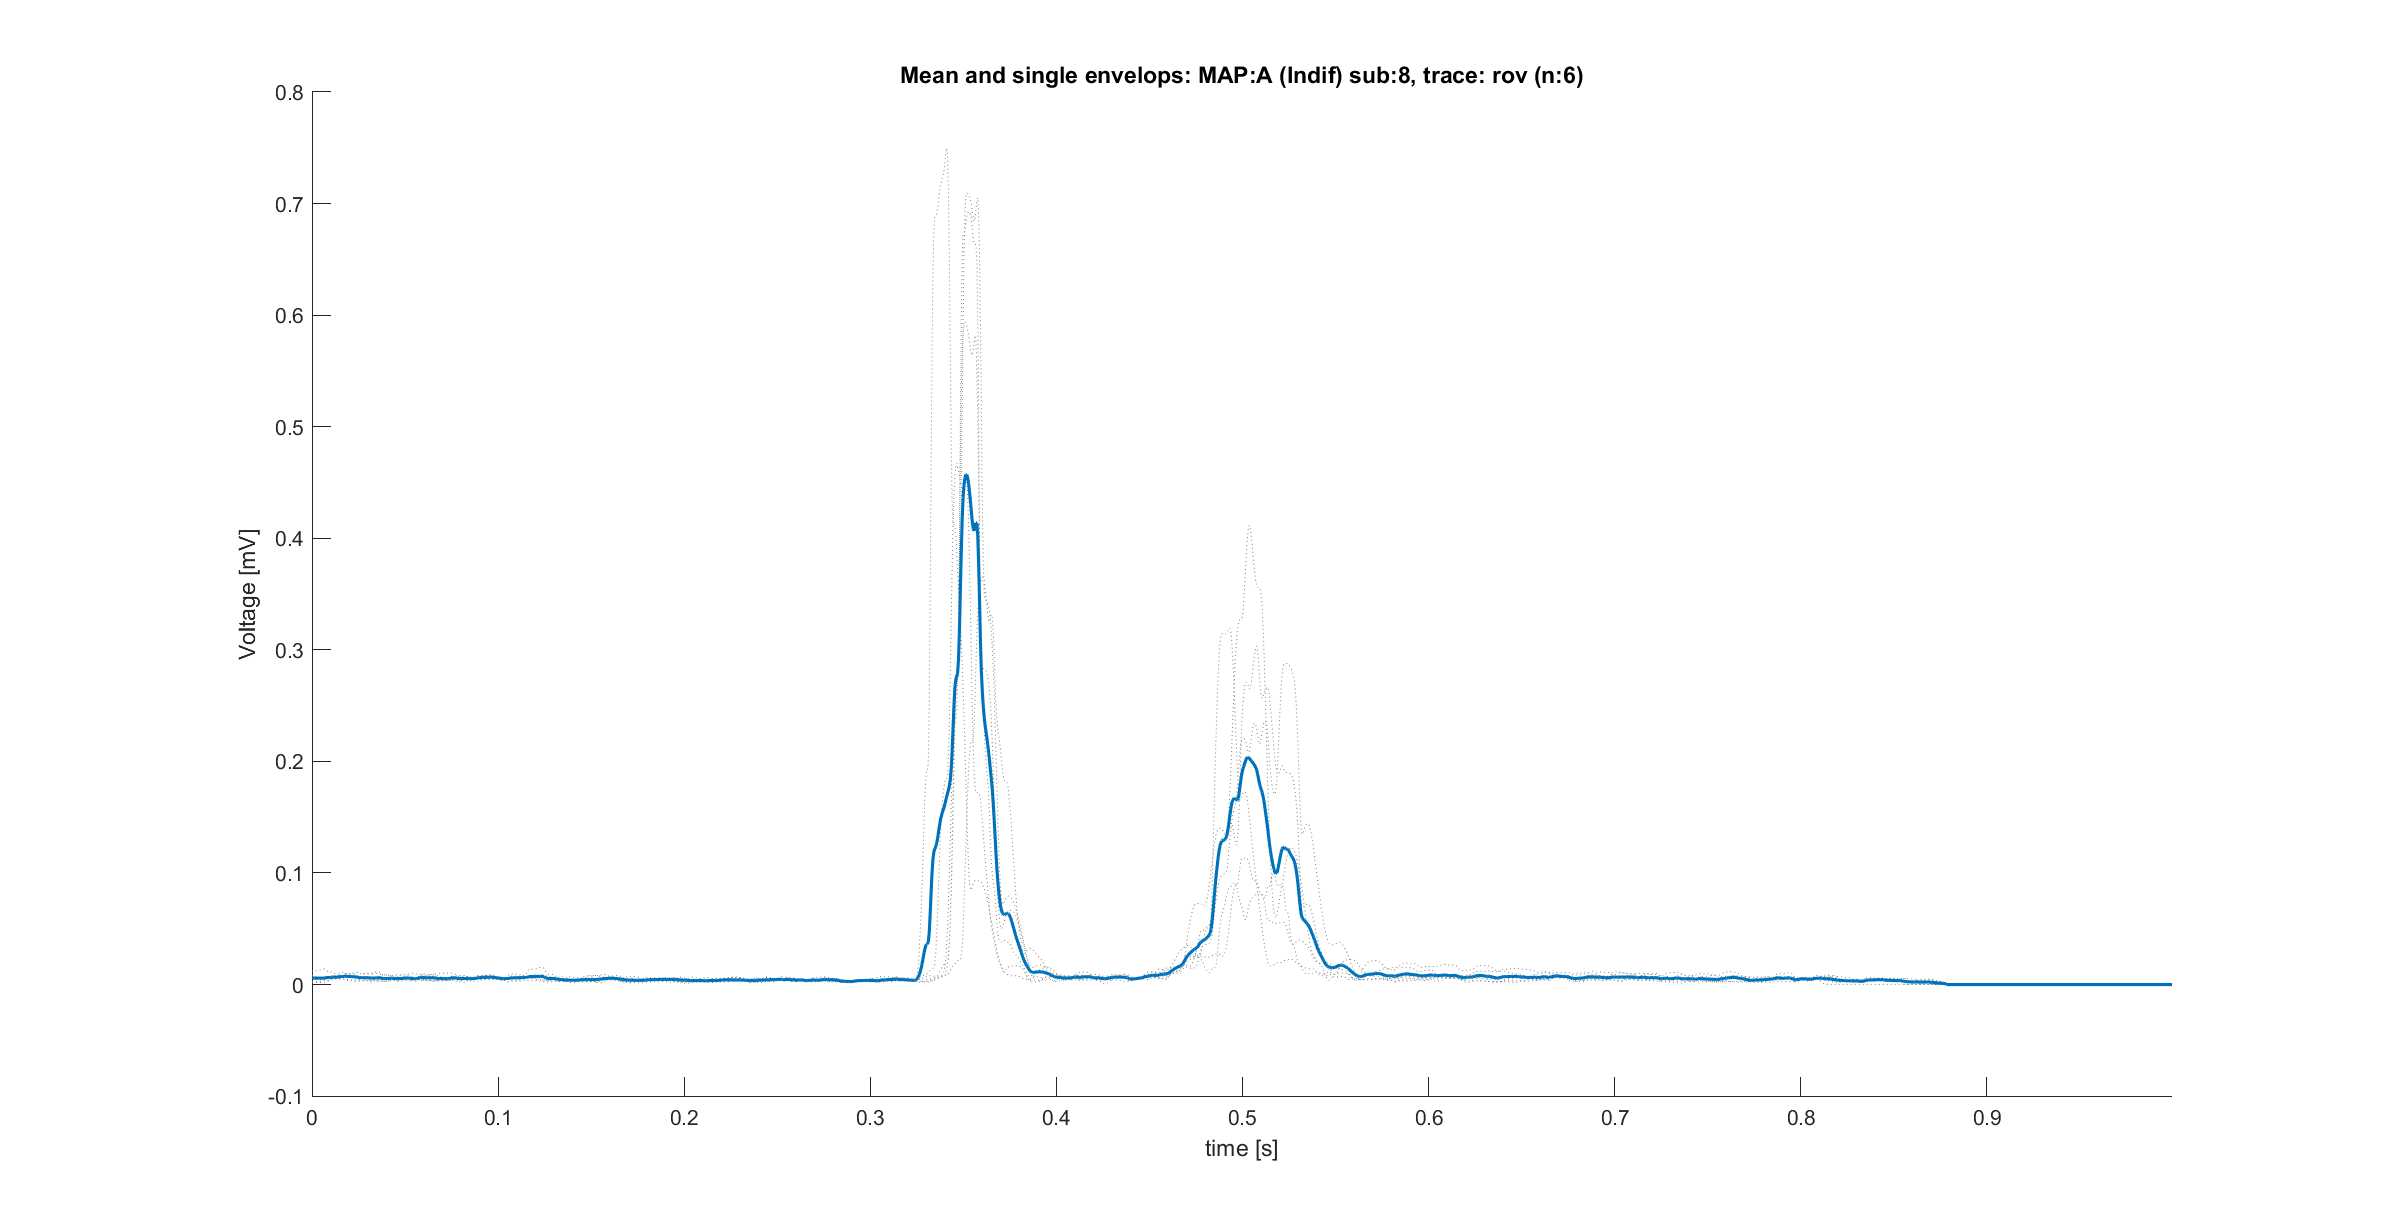 Mean and single envelops: MAP:A (Indif) sub:8, trace: rov (n:6)
0.8
0.7
0.6
0.5
0.4
0.3
0.2
0.1
0
-0.1
Voltage [mV]
0 0.1 0.2 0.3 0.4 0.5 0.6 0.7 0.8 0.9
time [s]